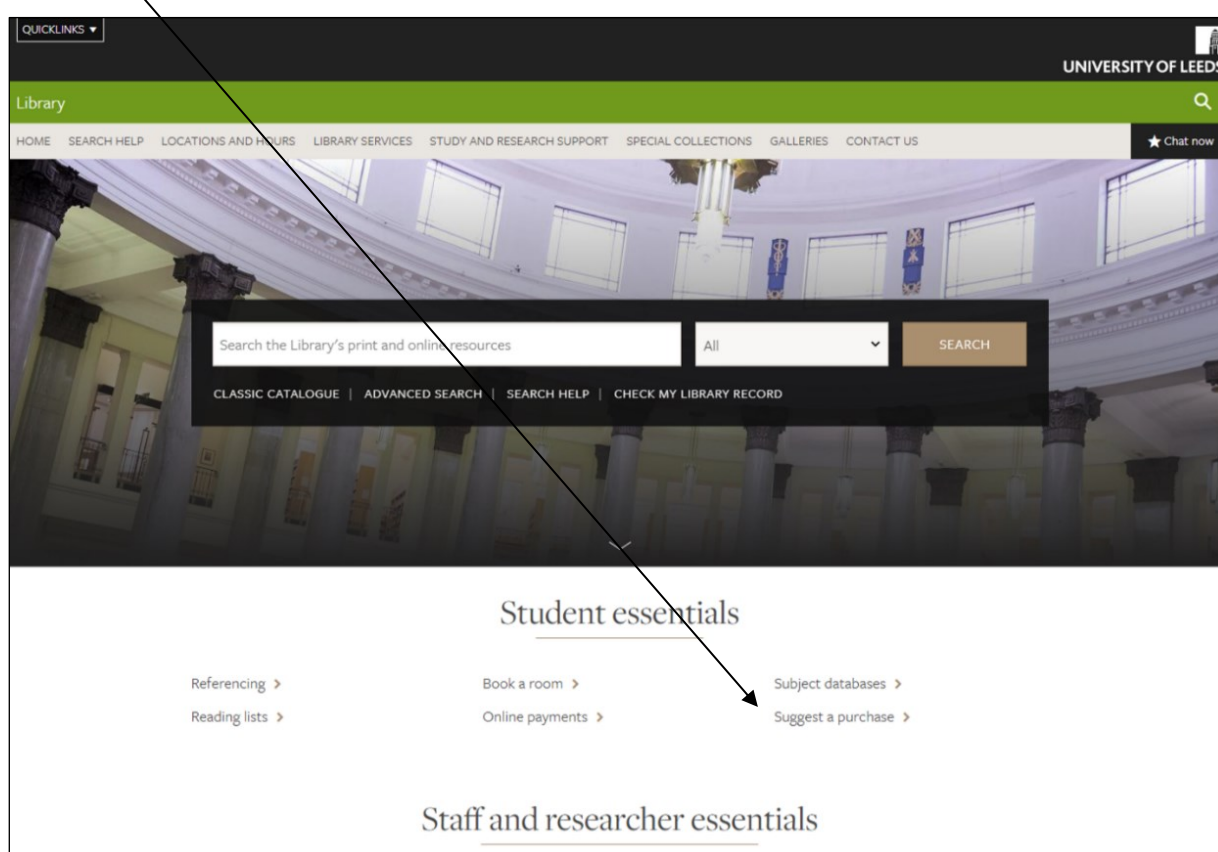 QUICKLINKS ▼
UNIVERSITY OF LEEDS
Library
HOME SEARCH HELP LOCATIONS AND HOURS LIBRARY SERVICES STUDY AND RESEARCH SUPPORT SPECIAL COLLECTIONS GALLERIES CONTACT US ★ Chat now
Search the Library's print and online resources All SEARCH
CLASSIC CATALOGUE | ADVANCED SEARCH | SEARCH HELP | CHECK MY LIBRARY RECORD
Student essentials
Referencing > Book a room > Subject databases >
Reading lists > Online payments > Suggest a purchase >
Staff and researcher essentials